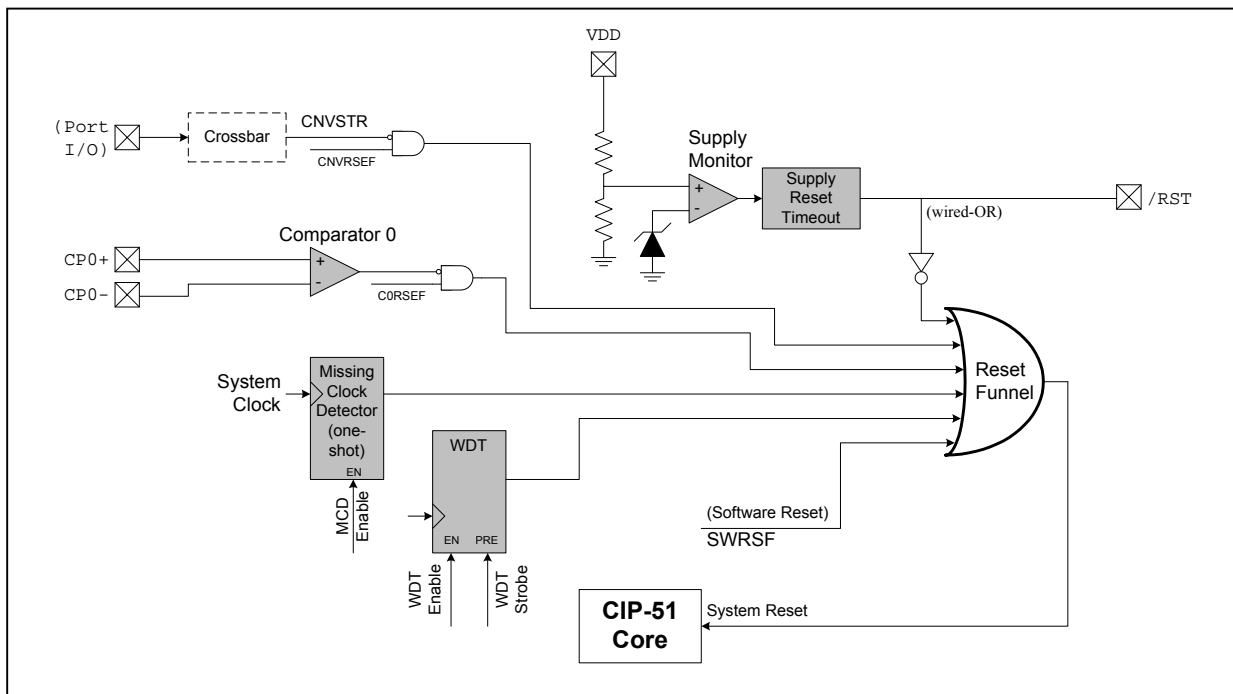 VDD
(Port
I/O)
Crossbar
CNVSTR
CNVRSEF
Supply
Monitor
+
-
Supply
Reset
Timeout
(wired-OR)
/RST
Comparator 0
CP0+
CP0-
+
-
C0RSEF
Reset
Funnel
System
Clock
Missing
Clock
Detector
(one-
shot)
EN
MCD
Enable
WDT
EN
PRE
WDT
Enable
WDT
Strobe
(Software Reset)
SWRSF
CIP-51
Core
System Reset